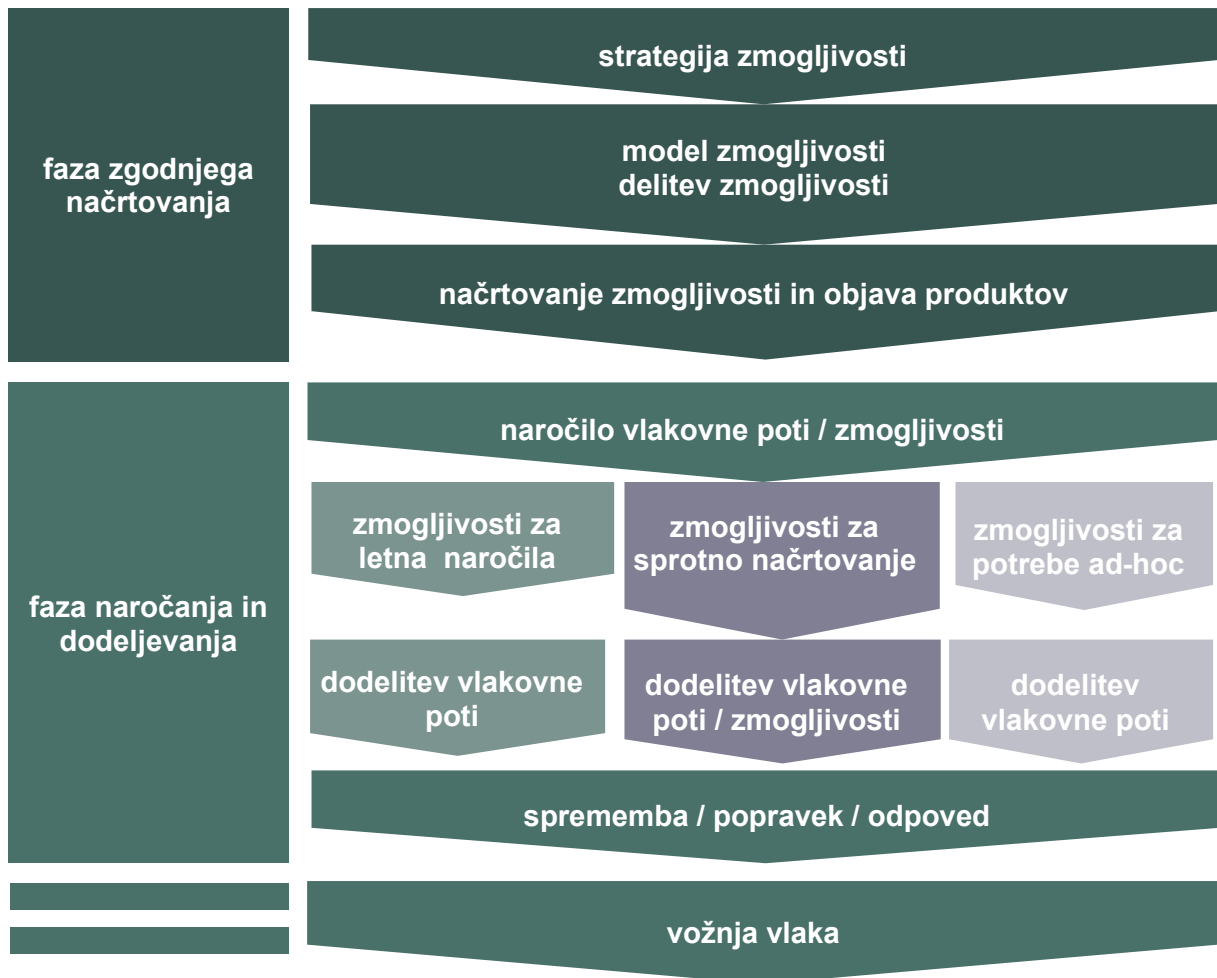 strategija zmogljivosti
faza zgodnjega
načrtovanja
model zmogljivosti
delitev zmogljivosti
načrtovanje zmogljivosti in objava produktov
faza naročanja in
dodeljevanja
naročilo vlakovne poti / zmogljivosti
zmogljivosti za
letna naročila
zmogljivosti za
sprotno načrtovanje
zmogljivosti za
potrebe ad-hoc
dodelitev vlakovne
poti
dodelitev vlakovne
poti / zmogljivosti
dodelitev
vlakovne poti
sprememba / popravek / odpoved
vožnja vlaka